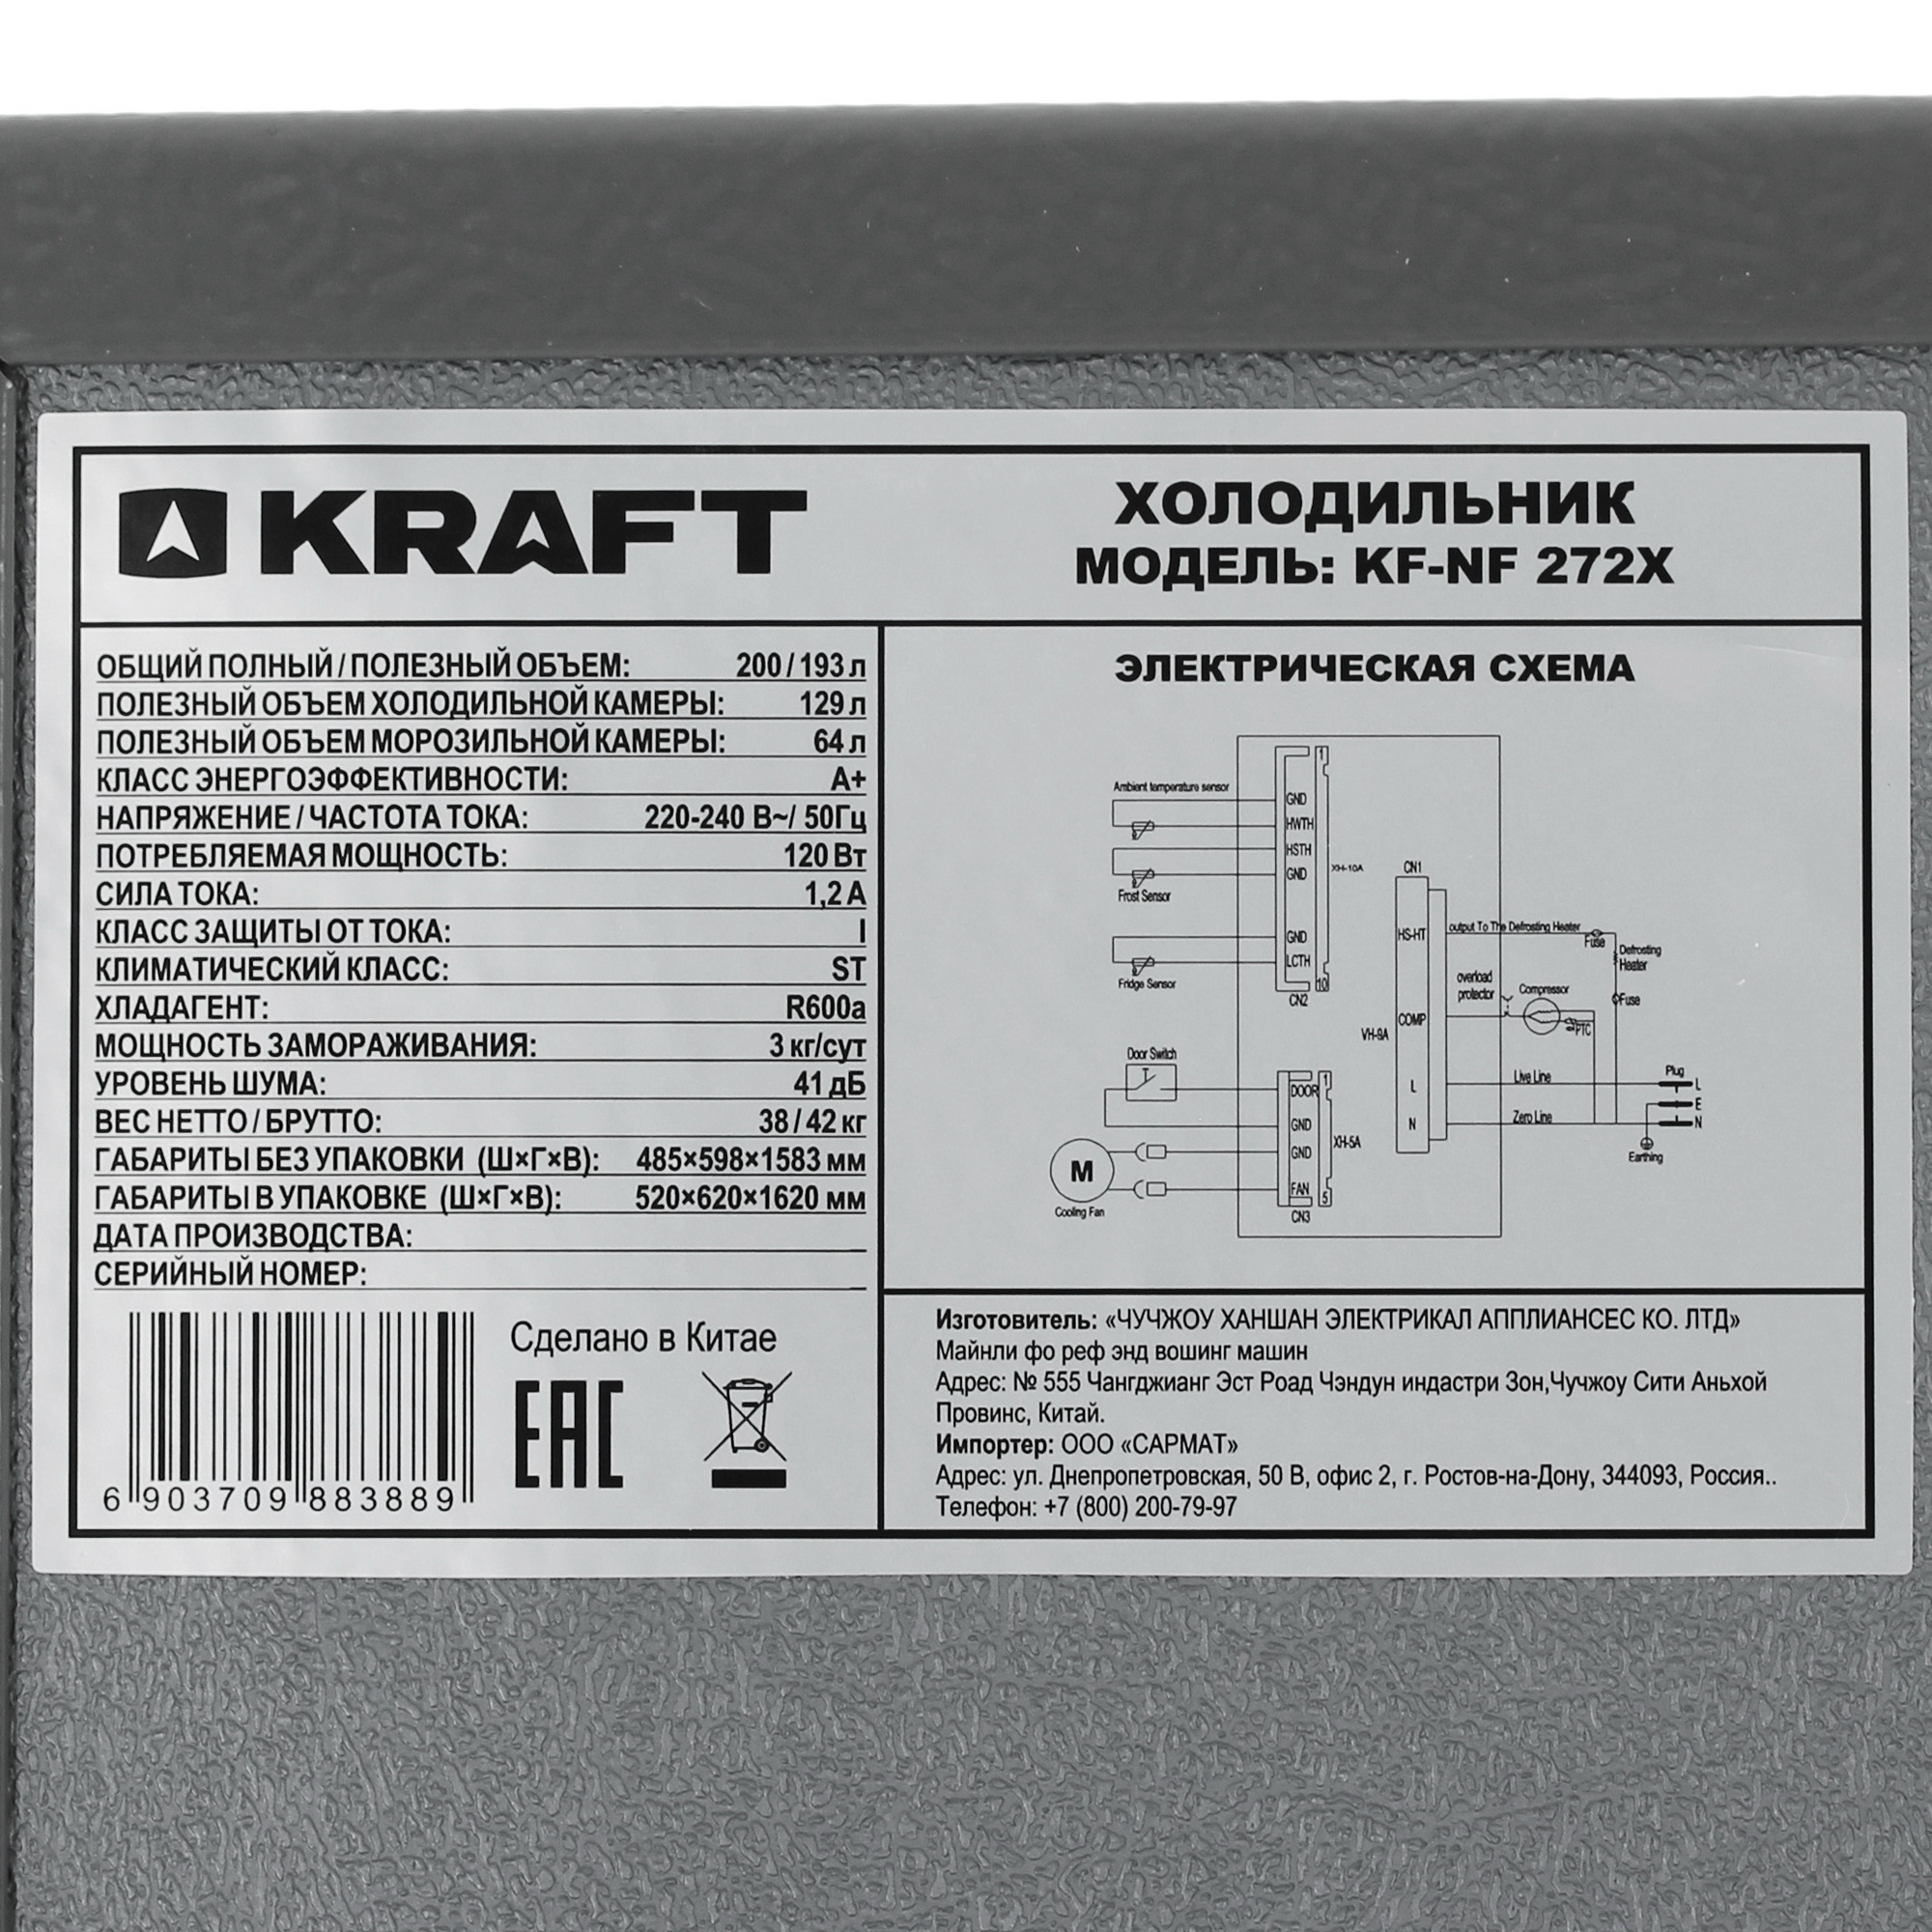 KRAFT
ХОЛОДИЛЬНИК
МОДЕЛЬ: KF-NF 272X
ОБЩИЙ ПОЛНЫЙ / ПОЛЕЗНЫЙ ОБЪЕМ: 200 / 193 л
ПОЛЕЗНЫЙ ОБЪЕМ ХОЛОДИЛЬНОЙ КАМЕРЫ: 129 л
ПОЛЕЗНЫЙ ОБЪЕМ МОРОЗИЛЬНОЙ КАМЕРЫ: 64 л
КЛАСС ЭНЕРГОЭФФЕКТИВНОСТИ: A+
НАПРЯЖЕНИЕ / ЧАСТОТА ТОКА: 220-240 В~/ 50Гц
ПОТРЕБЛЯЕМАЯ МОЩНОСТЬ: 120 Вт
СИЛА ТОКА: 1,2 А
КЛАСС ЗАЩИТЫ ОТ ТОКА: I
КЛИМАТИЧЕСКИЙ КЛАСС: ST
ХЛАДАГЕНТ: R600a
МОЩНОСТЬ ЗАМОРАЖИВАНИЯ: 3 кг/сут
УРОВЕНЬ ШУМА: 41 дБ
ВЕС НЕТТО / БРУТТО: 38 / 42 кг
ГАБАРИТЫ БЕЗ УПАКОВКИ (Ш×Г×В): 485×598×1583 мм
ГАБАРИТЫ В УПАКОВКЕ (Ш×Г×В): 520×620×1620 мм
ДАТА ПРОИЗВОДСТВА:
СЕРИЙНЫЙ НОМЕР:
6 903709 883889
Сделано в Китае
EAC
ЭЛЕКТРИЧЕСКАЯ СХЕМА
Ambient temperature sensor
Frost Sensor
Fridge Sensor
Door Switch
M
Cooling Fan
1
GND
HWTH
HSTH
GND
GND
LCTH
10
CN2
XH-10A
1
DOOR
GND
GND
FAN
5
CN3
XH-5A
CN1
HS-HT
COMP
VH-9A
L
N
output To The Defrosting Heater
Fuse
Defrosting
Heater
Fuse
overload
protector
Compressor
PTC
Live Line
Zero Line
Plug
L
E
N
Earthing
Изготовитель: «ЧУЧЖОУ ХАНШАН ЭЛЕКТРИКАЛ АППЛИАНСЕС КО. ЛТД»
Майнли фо реф энд вошинг машин
Адрес: № 555 Чангджианг Эст Роад Чэндун индастри Зон,Чучжоу Сити Аньхой
Провинс, Китай.
Импортер: ООО «САРМАТ»
Адрес: ул. Днепропетровская, 50 В, офис 2, г. Ростов-на-Дону, 344093, Россия..
Телефон: +7 (800) 200-79-97